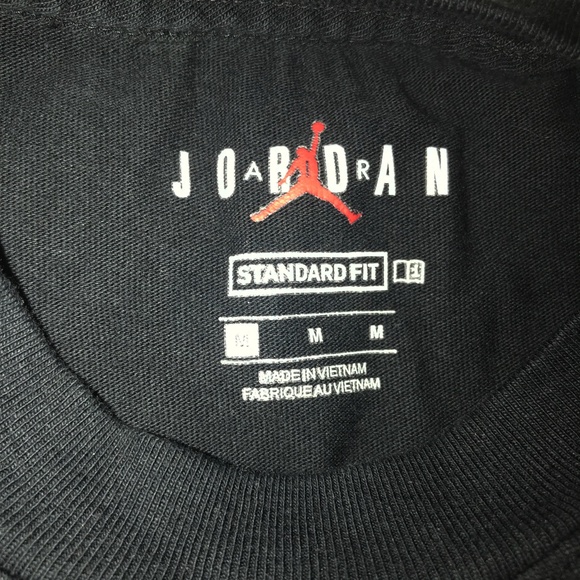 JORDAN
AIR
STANDARD FIT
M M M
MADE IN VIETNAM
FABRIQUE AU VIETNAM